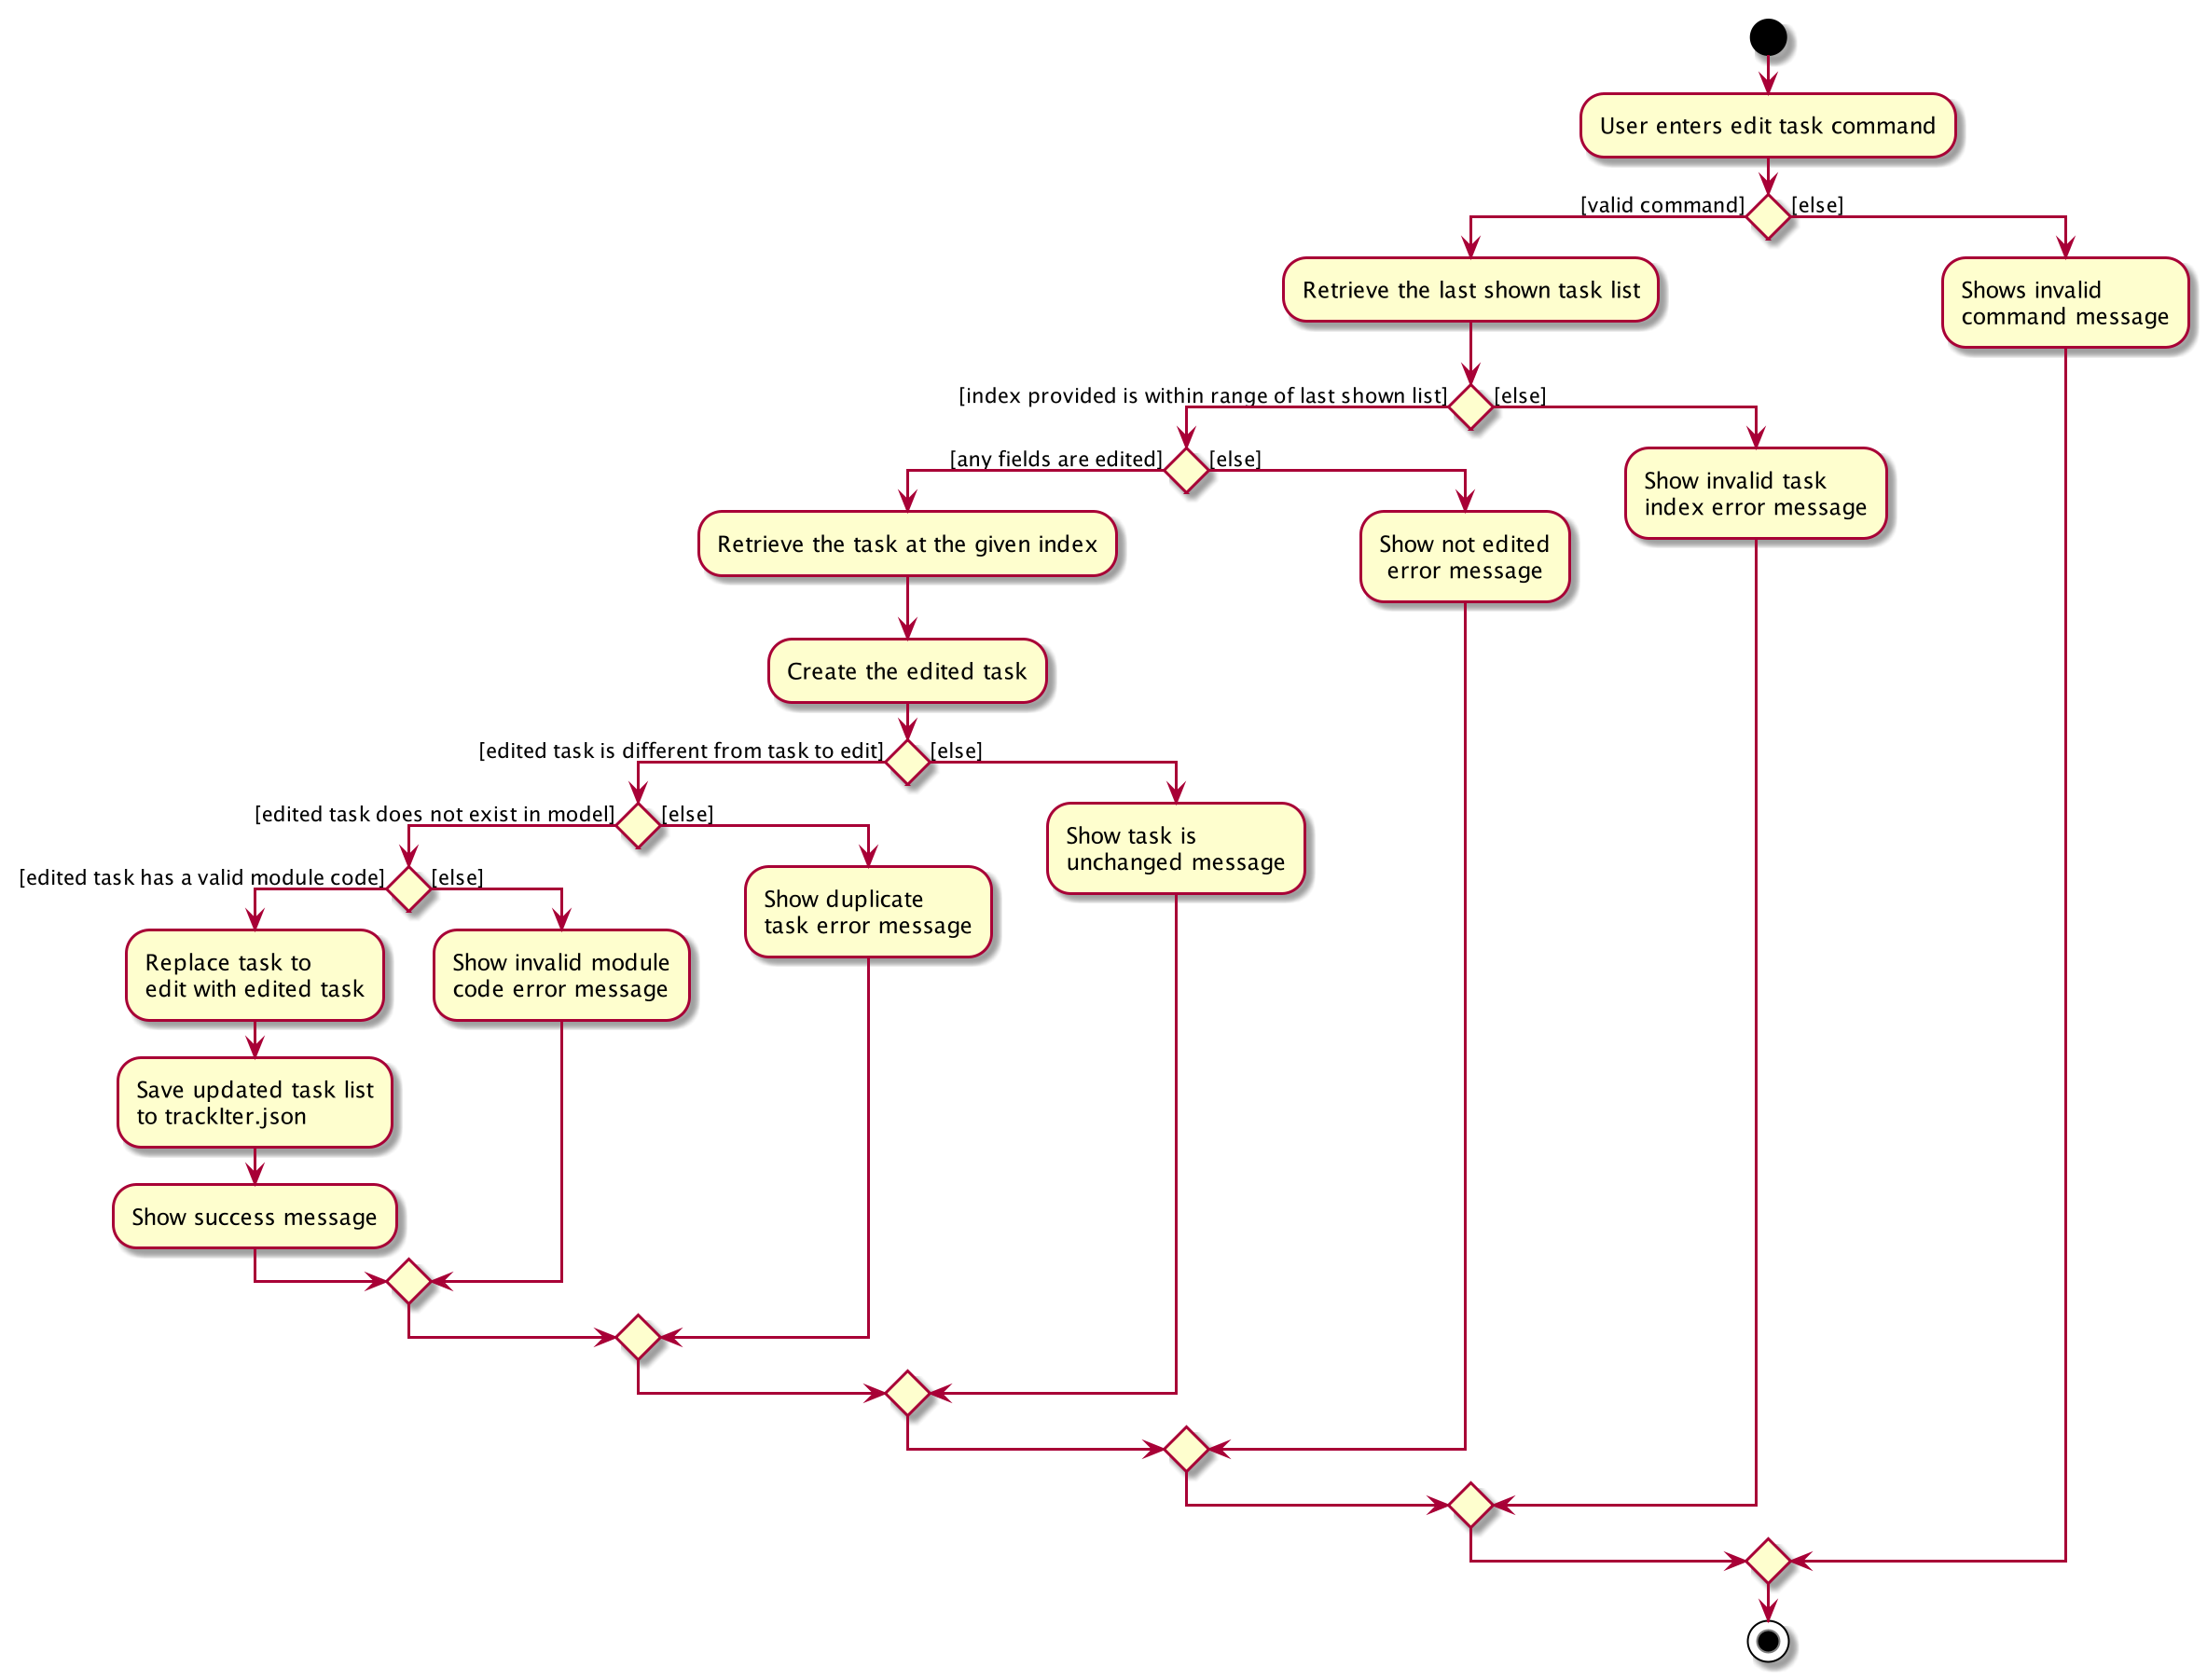 User enters edit task command
[valid command]
[else]
Retrieve the last shown task list
Shows invalid
command message
[index provided is within range of last shown list]
[else]
[any fields are edited]
[else]
Show invalid task
index error message
Retrieve the task at the given index
Show not edited
error message
Create the edited task
[edited task is different from task to edit]
[else]
[edited task does not exist in model]
[else]
Show task is
unchanged message
[edited task has a valid module code]
[else]
Show duplicate
task error message
Replace task to
edit with edited task
Show invalid module
code error message
Save updated task list
to trackIter.json
Show success message